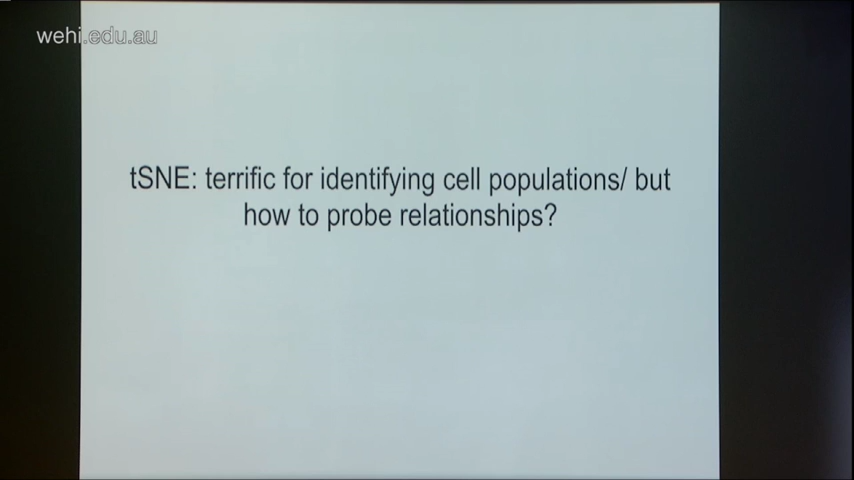 wehi.edu.au
tSNE: terrific for identifying cell populations/ but
how to probe relationships?